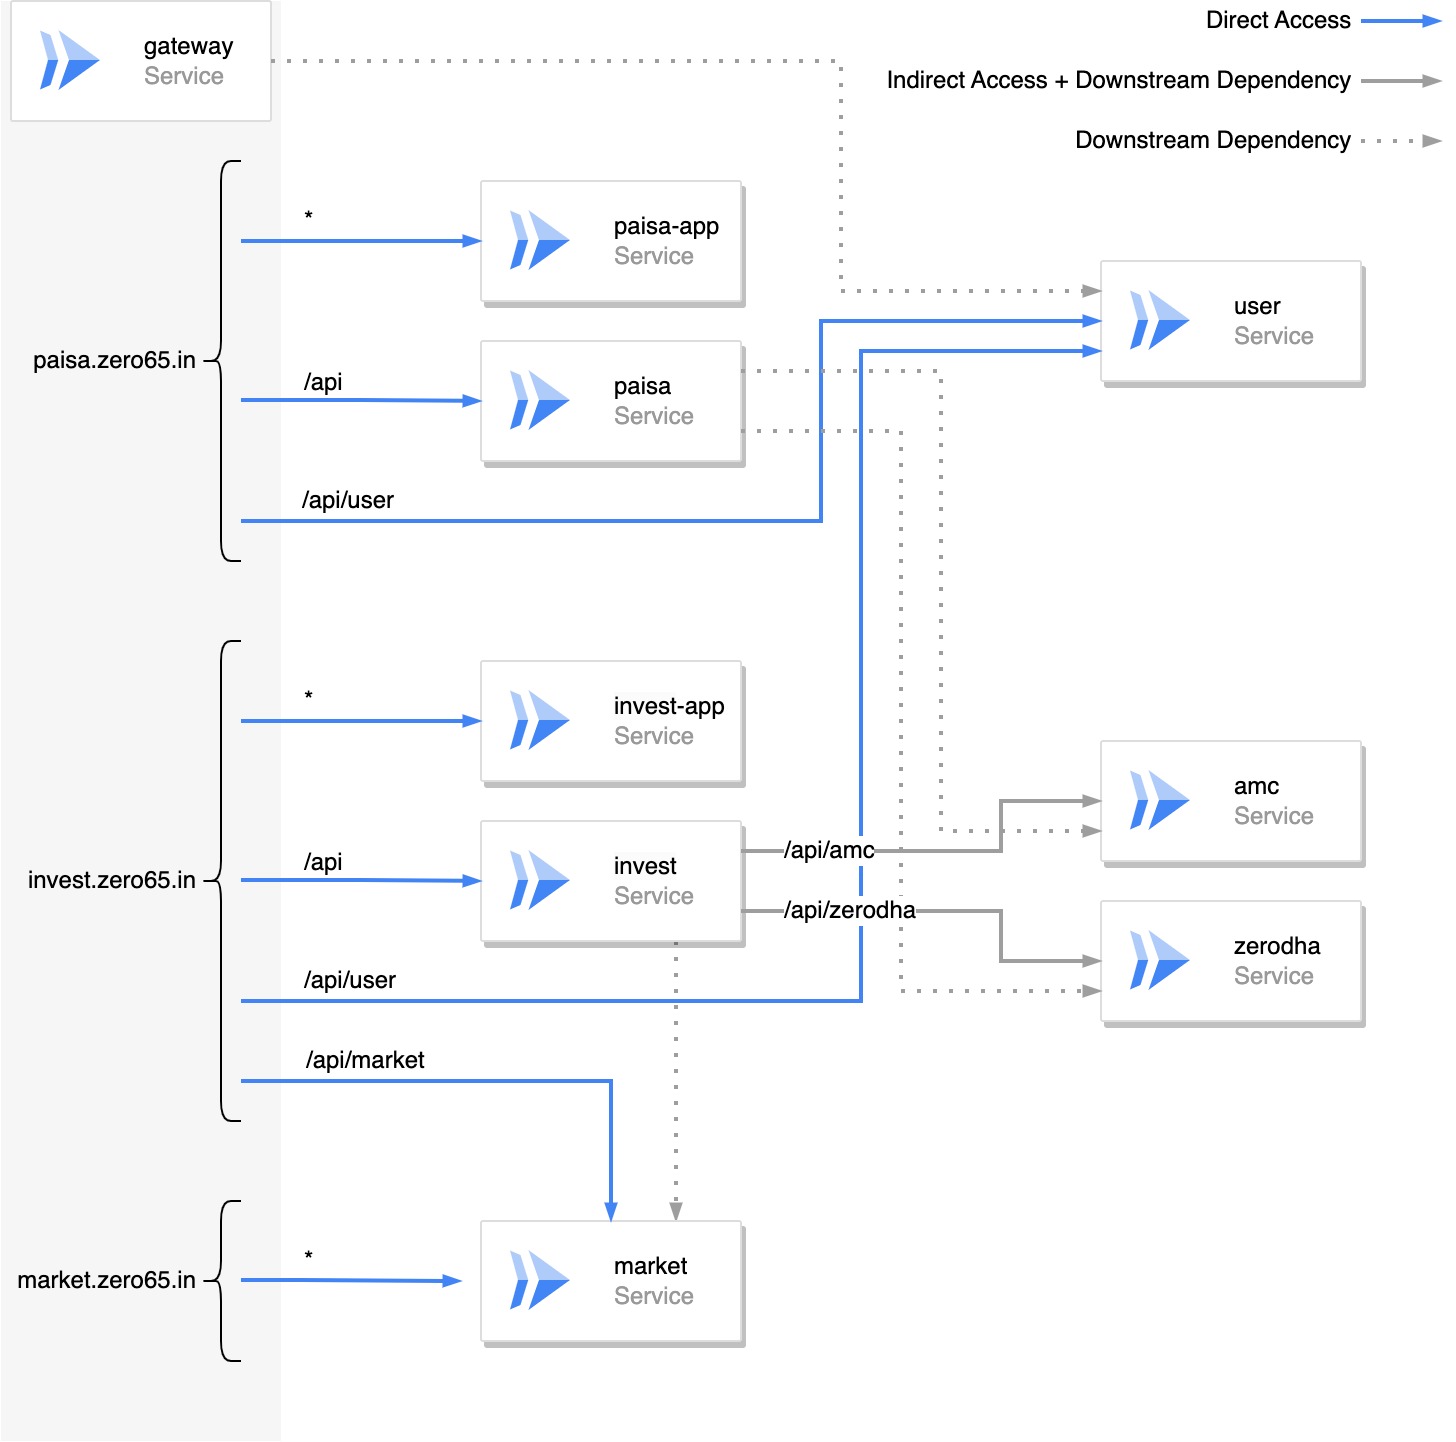 Direct Access
gateway
Service
Indirect Access + Downstream Dependency
Downstream Dependency
*
paisa-app
Service
user
Service
paisa.zero65.in
/api
paisa
Service
/api/user
*
invest-app
Service
amc
Service
invest.zero65.in
/api
invest
Service
/api/amc
/api/zerodha
zerodha
Service
/api/user
/api/market
*
market.zero65.in
market
Service